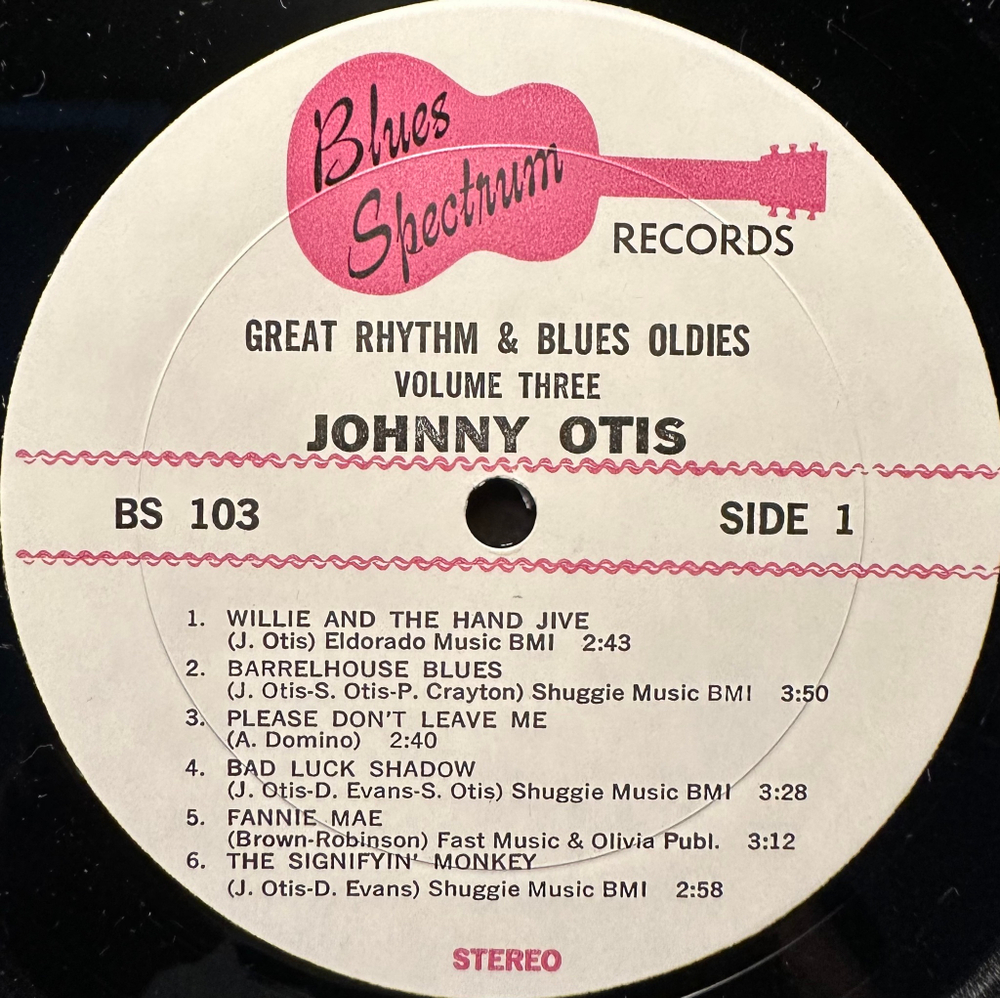 Blues
Spectrum
RECORDS
GREAT RHYTHM & BLUES OLDIES
VOLUME THREE
JOHNNY OTIS
BS 103 SIDE 1
1. WILLIE AND THE HAND JIVE
(J. Otis) Eldorado Music BMI 2:43
2. BARRELHOUSE BLUES
(J. Otis-S. Otis-P. Crayton) Shuggie Music BMI 3:50
3. PLEASE DON'T LEAVE ME
(A. Domino) 2:40
4. BAD LUCK SHADOW
(J. Otis-D. Evans-S. Otis) Shuggie Music BMI 3:28
5. FANNIE MAE
(Brown-Robinson) Fast Music & Olivia Publ. 3:12
6. THE SIGNIFYIN' MONKEY
(J. Otis-D. Evans) Shuggie Music BMI 2:58
STEREO